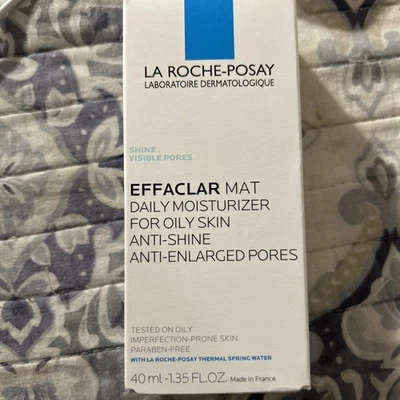 LA ROCHE-POSAY
LABORATOIRE DERMATOLOGIQUE
SHINE .
VISIBLE PORES
EFFACLAR MAT
DAILY MOISTURIZER
FOR OILY SKIN
ANTI-SHINE
ANTI-ENLARGED PORES
TESTED ON OILY
IMPERFECTION-PRONE SKIN
PARABEN-FREE
WITH LA ROCHE-POSAY THERMAL SPRING WATER
40 ml - 1.35 FL.OZ. Made in France